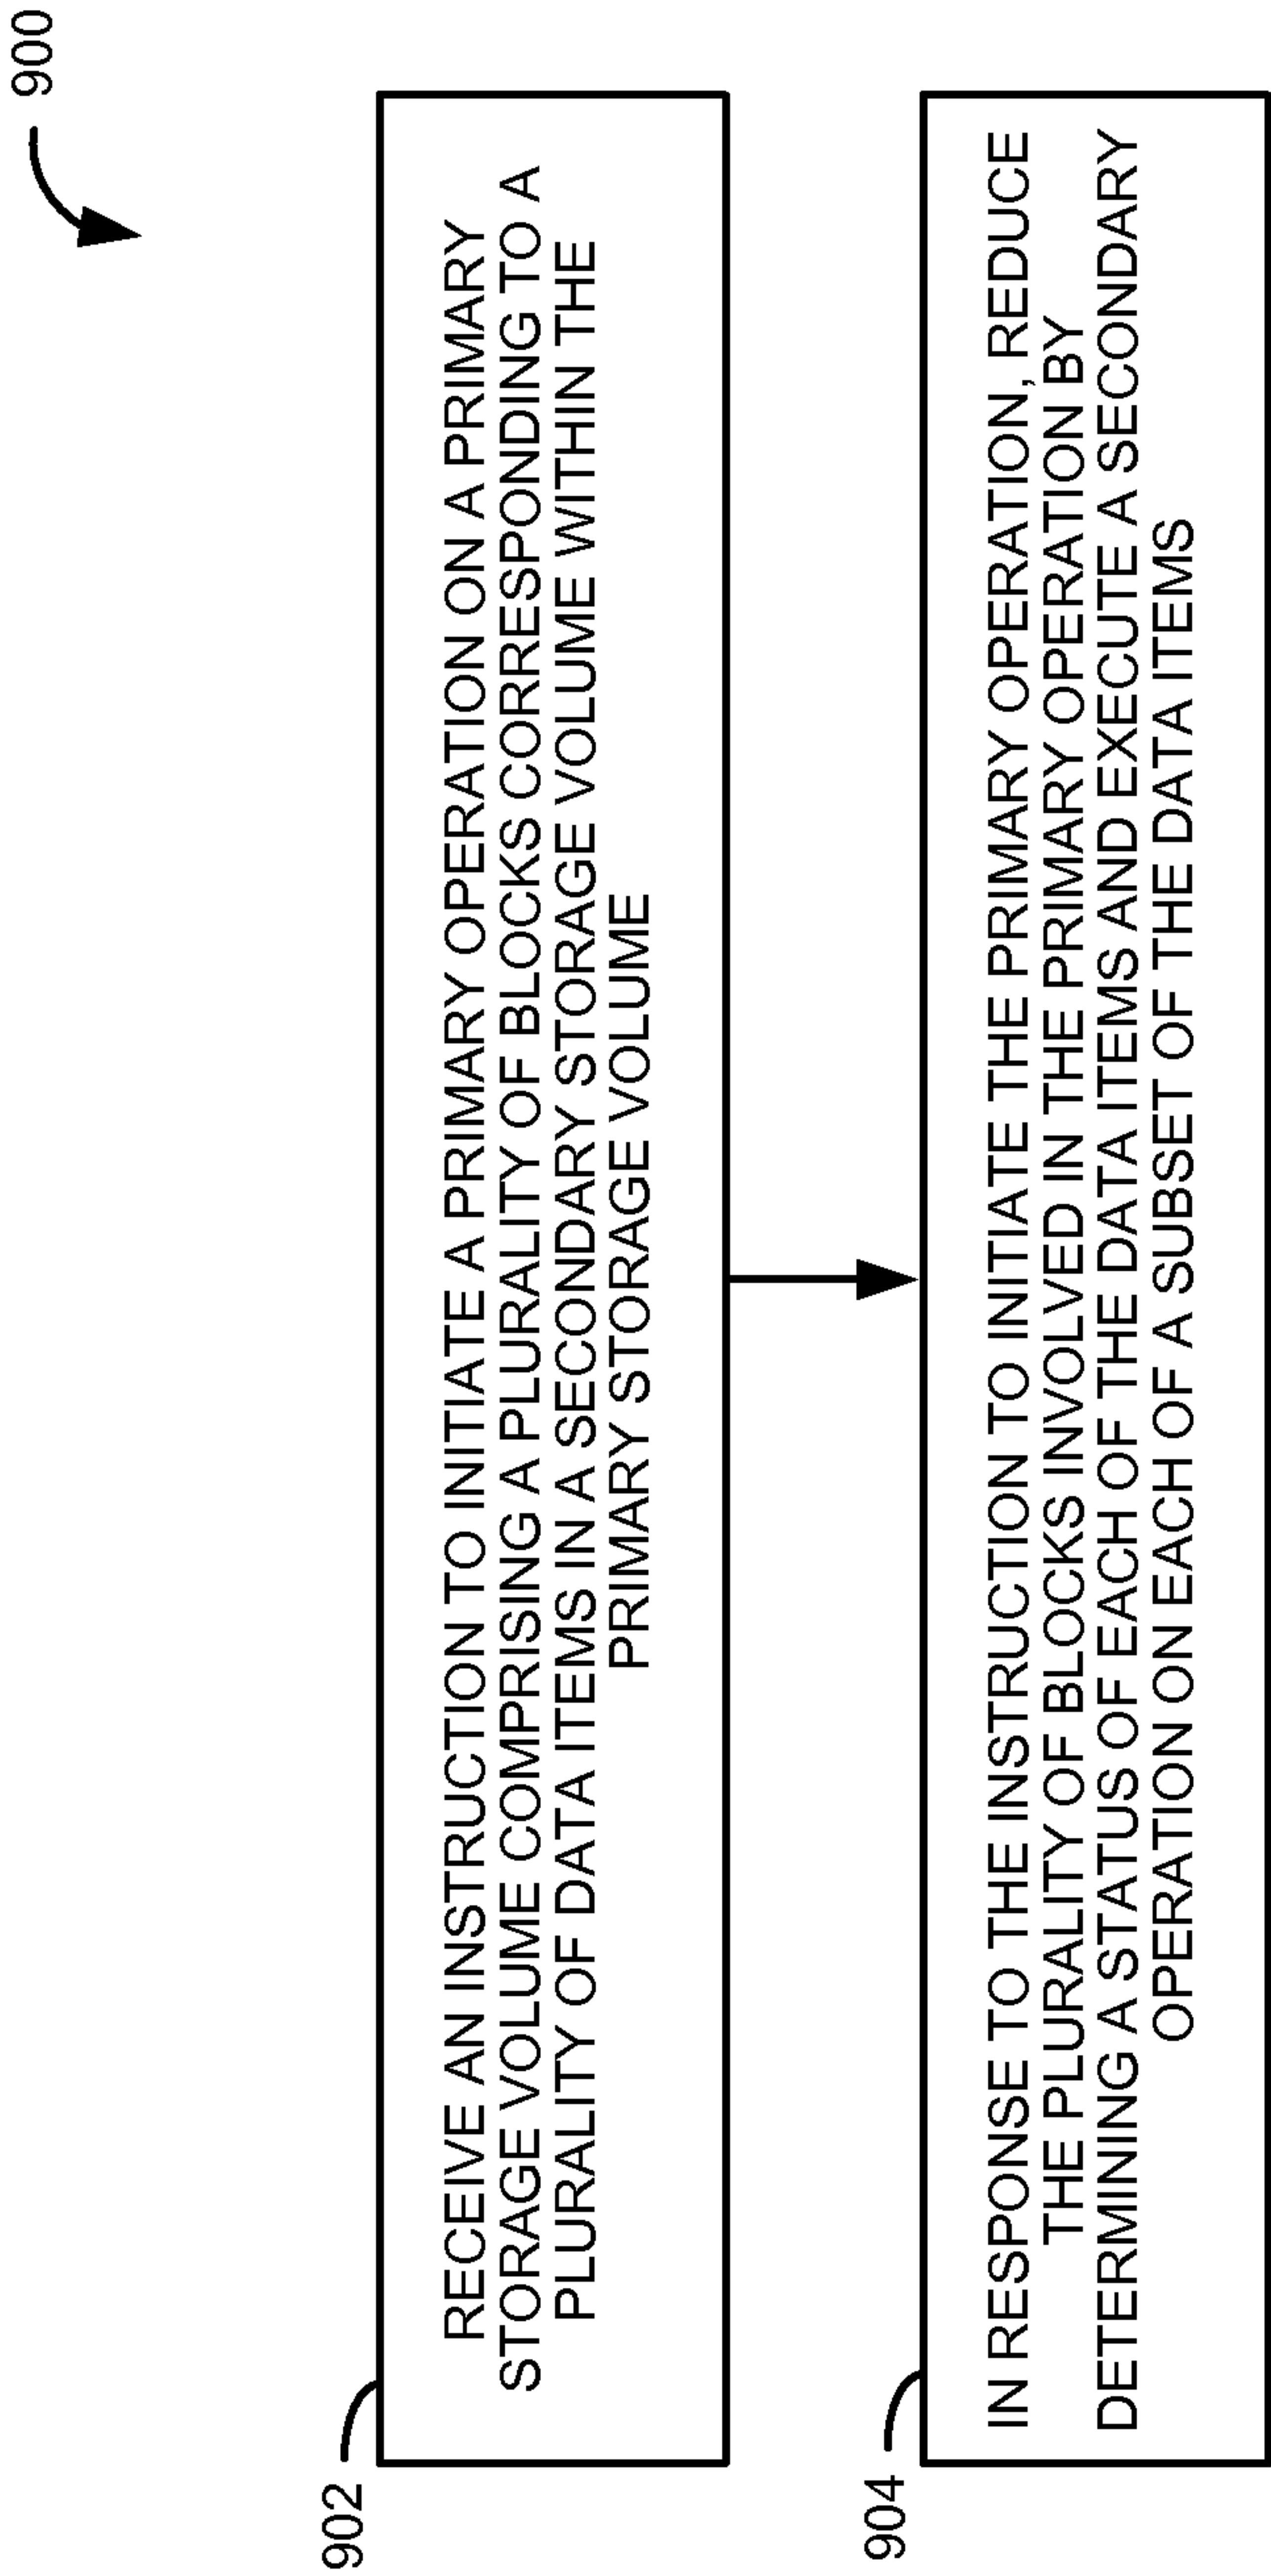 900
902
RECEIVE AN INSTRUCTION TO INITIATE A PRIMARY OPERATION ON A PRIMARY
STORAGE VOLUME COMPRISING A PLURALITY OF BLOCKS CORRESPONDING TO A
PLURALITY OF DATA ITEMS IN A SECONDARY STORAGE VOLUME WITHIN THE
PRIMARY STORAGE VOLUME
904
IN RESPONSE TO THE INSTRUCTION TO INITIATE THE PRIMARY OPERATION, REDUCE
THE PLURALITY OF BLOCKS INVOLVED IN THE PRIMARY OPERATION BY
DETERMINING A STATUS OF EACH OF THE DATA ITEMS AND EXECUTE A SECONDARY
OPERATION ON EACH OF A SUBSET OF THE DATA ITEMS